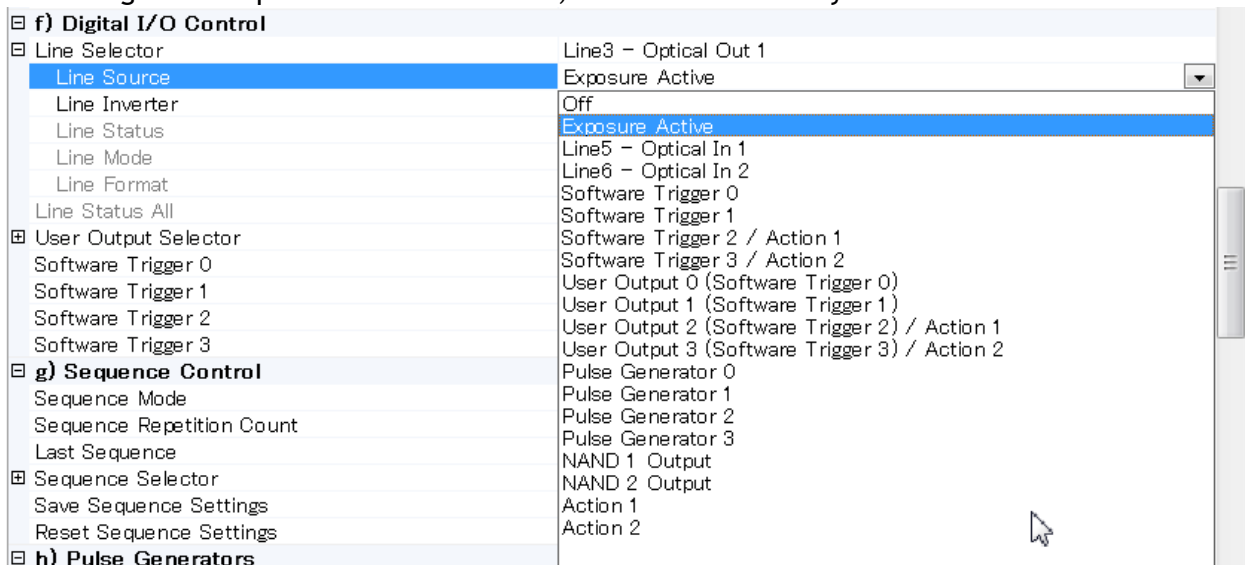 f) Digital I/O Control
Line Selector Line3 - Optical Out 1
Line Source Exposure Active
Line Inverter Off
Line Status Exposure Active
Line Mode Line5 - Optical In 1
Line6 - Optical In 2
Line Format Software Trigger 0
Line Status All Software Trigger 1
User Output Selector Software Trigger 2 / Action 1
Software Trigger 0 Software Trigger 3 / Action 2
User Output 0 (Software Trigger 0)
Software Trigger 1 User Output 1 (Software Trigger 1)
Software Trigger 2 User Output 2 (Software Trigger 2) / Action 1
Software Trigger 3 User Output 3 (Software Trigger 3) / Action 2
g) Sequence Control Pulse Generator 0
Sequence Mode Pulse Generator 1
Sequence Repetition Count Pulse Generator 2
Pulse Generator 3
Last Sequence NAND 1 Output
Sequence Selector NAND 2 Output
Save Sequence Settings Action 1
Reset Sequence Settings Action 2
h) Pulse Generators